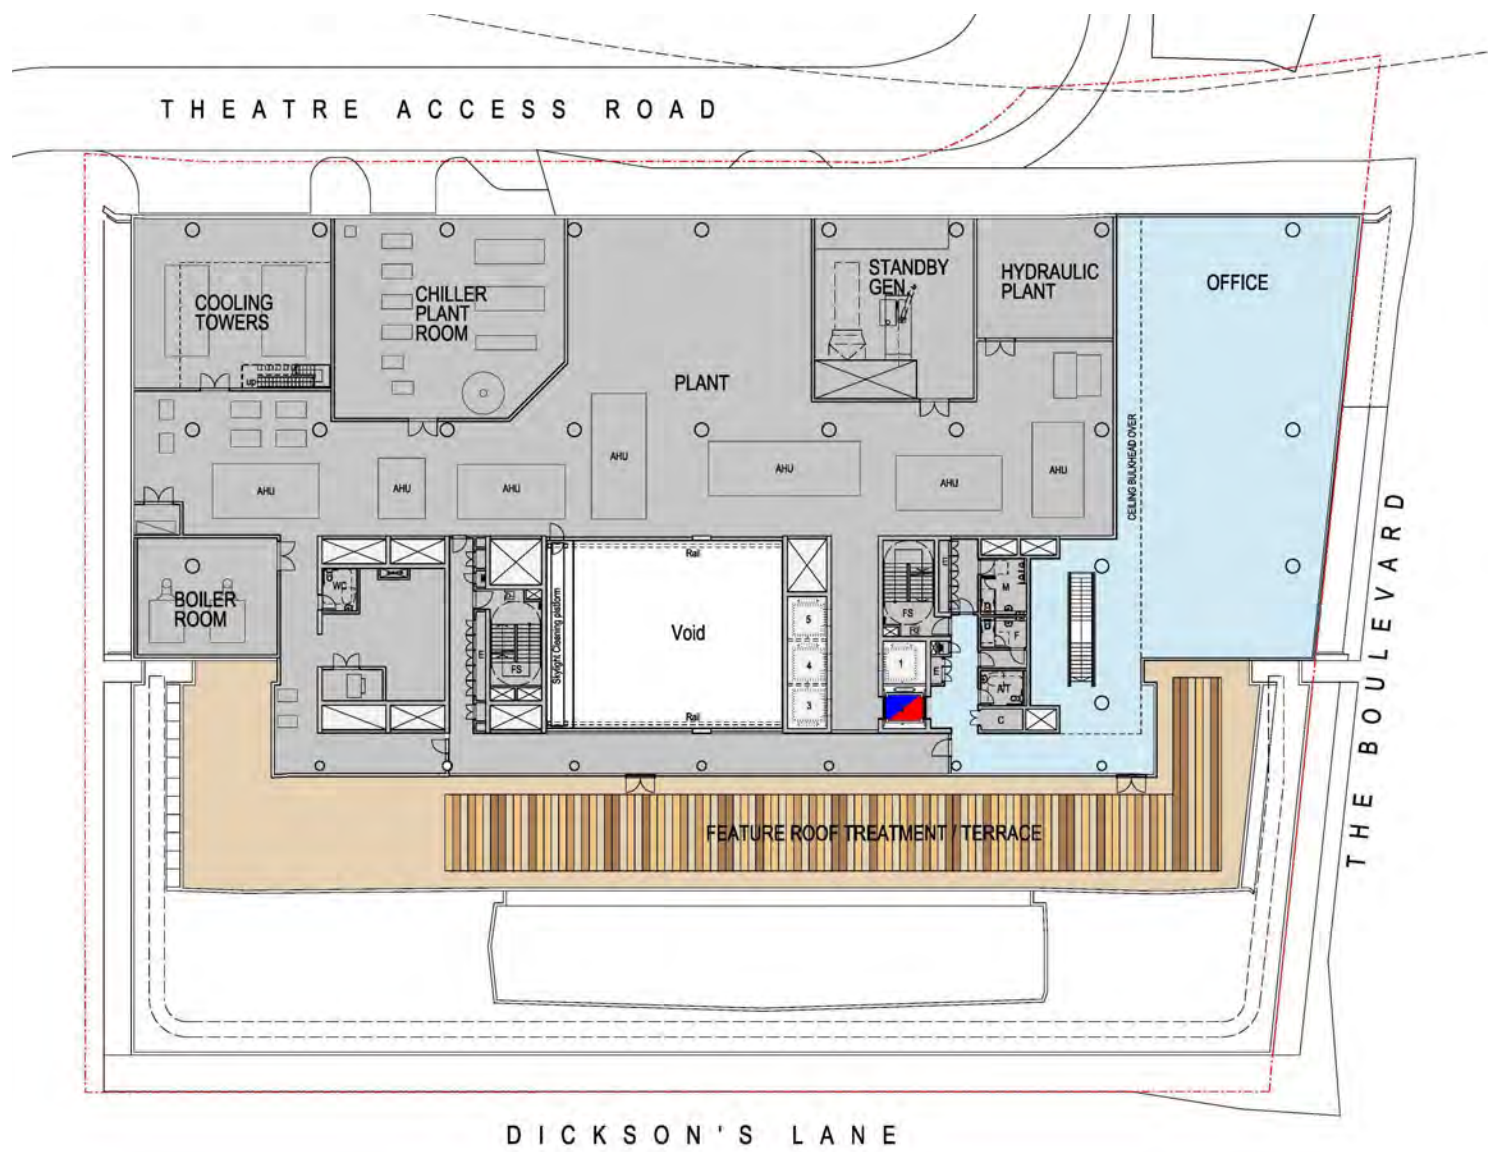 THEATRE ACCESS ROAD
COOLING
TOWERS
CHILLER
PLANT
ROOM
STANDBY
GEN.
HYDRAULIC
PLANT
OFFICE
up
PLANT
CEILING BULKHEAD OVER
AHU
AHU
AHU
AHU
AHU
AHU
AHU
THE BOULEVARD
BOILER
ROOM
WC
E
FS
Skylight Cleening platform
Rail
Void
Rail
5
4
3
FS
E
1
E
M
F
A/T
C
FEATURE ROOF TREATMENT / TERRACE
DICKSON'S LANE